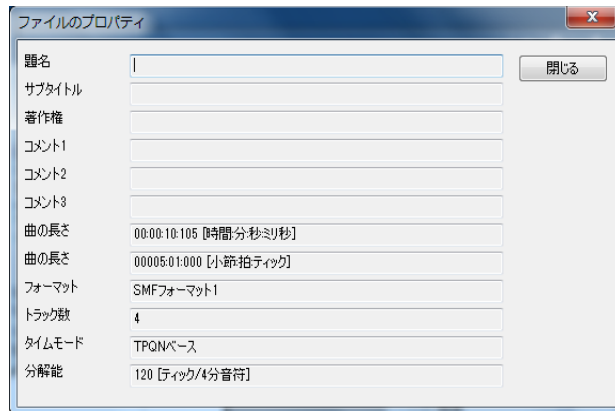 ファイルのプロパティ
題名
閉じる
サブタイトル
著作権
コメント1
コメント2
コメント3
曲の長さ 00:00:10:105 [時間:分:秒:ミリ秒]
曲の長さ 00005:01:000 [小節:拍:ティック]
フォーマット SMFフォーマット1
トラック数 4
タイムモード TPQNベース
分解能 120 [ティック/4分音符]